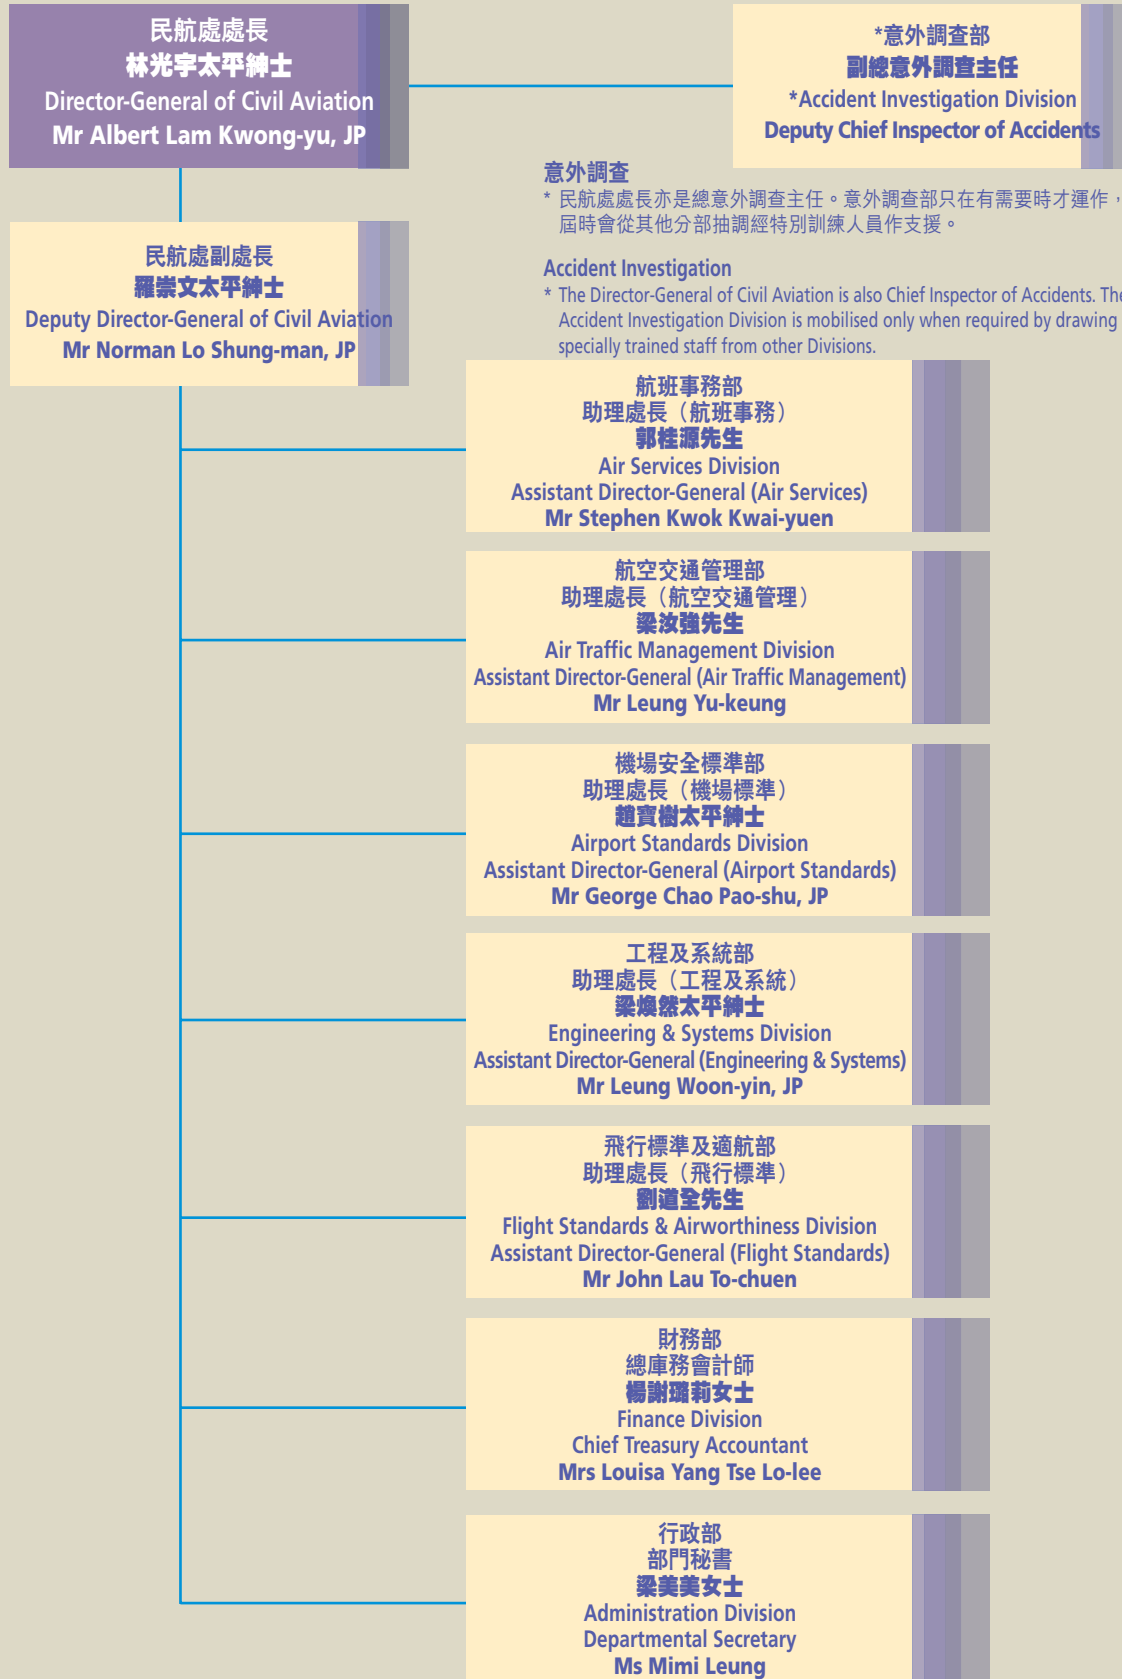 民航處處長
林光宇太平紳士
Director-General of Civil Aviation
Mr Albert Lam Kwong-yu, JP
*意外調查部
副總意外調查主任
*Accident Investigation Division
Deputy Chief Inspector of Accidents
意外調查
* 民航處處長亦是總意外調查主任。意外調查部只在有需要時才運作，
屆時會從其他分部抽調經特別訓練人員作支援。
Accident Investigation
* The Director-General of Civil Aviation is also Chief Inspector of Accidents. The
Accident Investigation Division is mobilised only when required by drawing
specially trained staff from other Divisions.
民航處副處長
羅崇文太平紳士
Deputy Director-General of Civil Aviation
Mr Norman Lo Shung-man, JP
航班事務部
助理處長（航班事務）
郭桂源先生
Air Services Division
Assistant Director-General (Air Services)
Mr Stephen Kwok Kwai-yuen
航空交通管理部
助理處長（航空交通管理）
梁汝強先生
Air Traffic Management Division
Assistant Director-General (Air Traffic Management)
Mr Leung Yu-keung
機場安全標準部
助理處長（機場標準）
趙寶樹太平紳士
Airport Standards Division
Assistant Director-General (Airport Standards)
Mr George Chao Pao-shu, JP
工程及系統部
助理處長（工程及系統）
梁煥然太平紳士
Engineering & Systems Division
Assistant Director-General (Engineering & Systems)
Mr Leung Woon-yin, JP
飛行標準及適航部
助理處長（飛行標準）
劉道全先生
Flight Standards & Airworthiness Division
Assistant Director-General (Flight Standards)
Mr John Lau To-chuen
財務部
總庫務會計師
楊謝璐莉女士
Finance Division
Chief Treasury Accountant
Mrs Louisa Yang Tse Lo-lee
行政部
部門秘書
梁美美女士
Administration Division
Departmental Secretary
Ms Mimi Leung